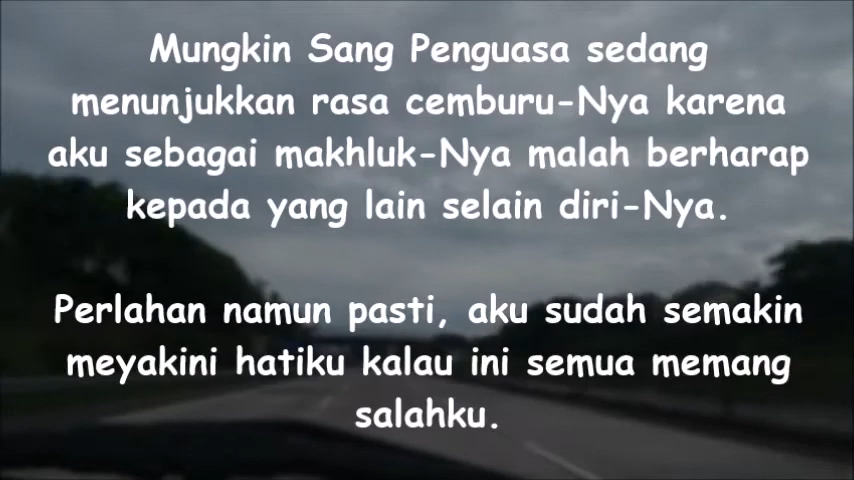 Mungkin Sang Penguasa sedang
menunjukkan rasa cemburu-Nya karena
aku sebagai makhluk-Nya malah berharap
kepada yang lain selain diri-Nya.
Perlahan namun pasti, aku sudah semakin
meyakini hatiku kalau ini semua memang
salahku.